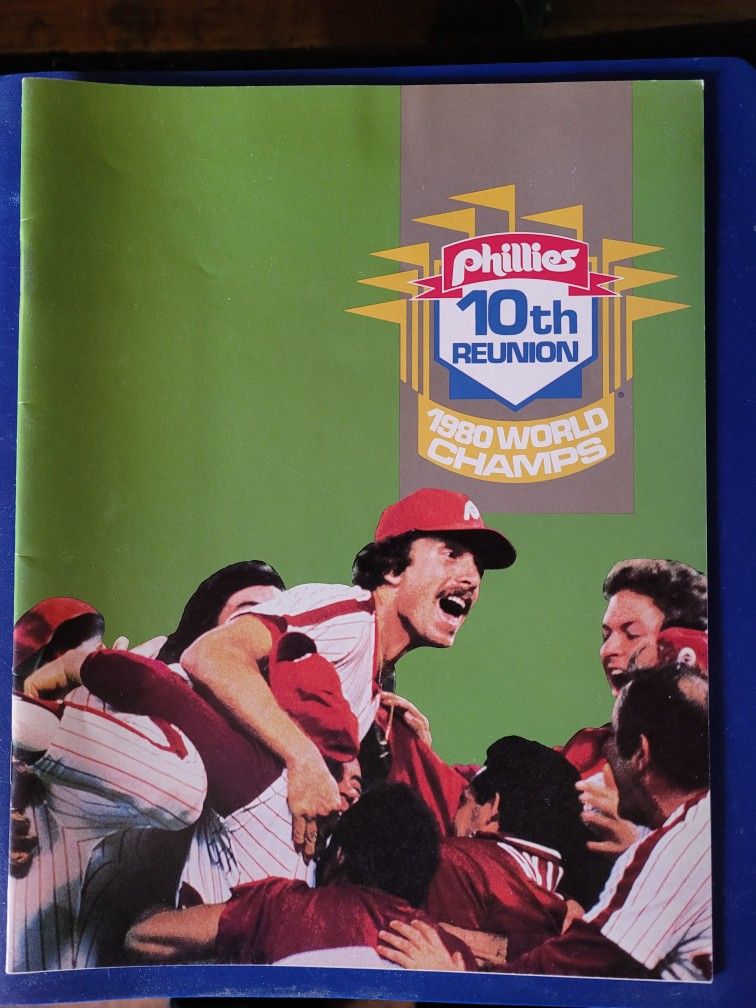 Phillies
10th
REUNION
1980 WORLD
CHAMPS
®
P